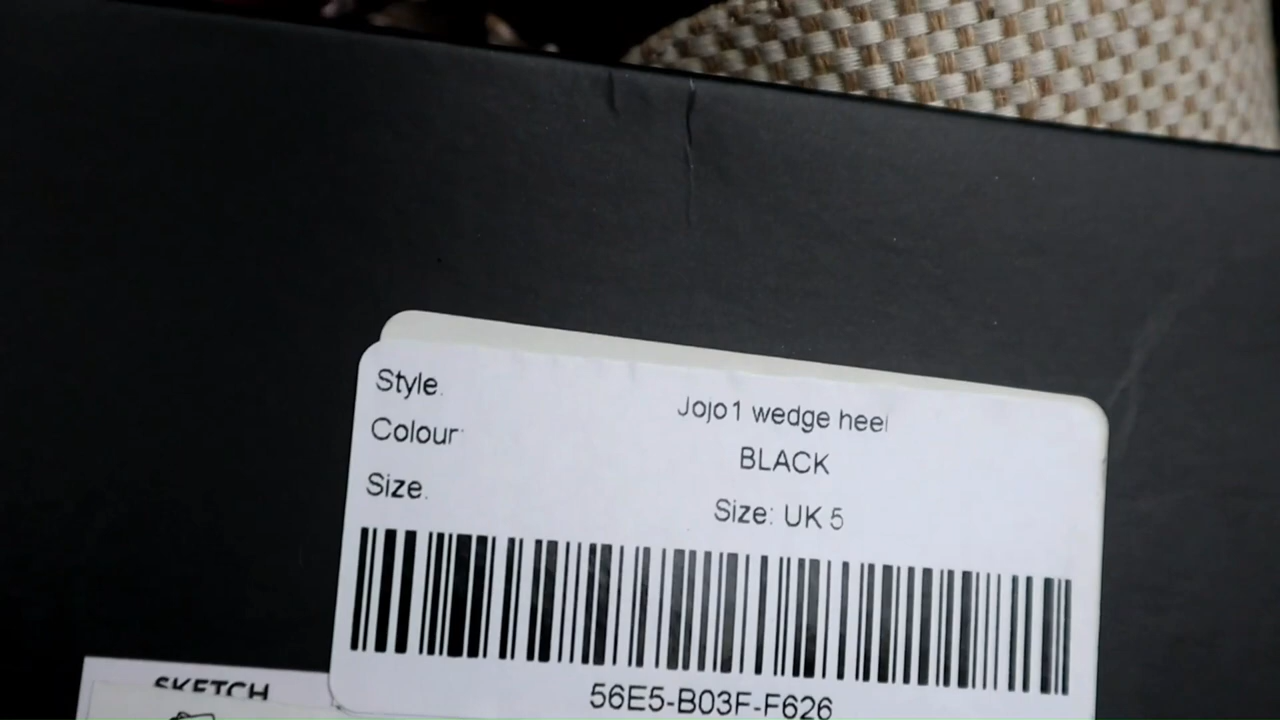 Style.
Jojo1 wedge heel
Colour:
BLACK
Size.
Size: UK 5
56E5-B03F-F626
SKETCH